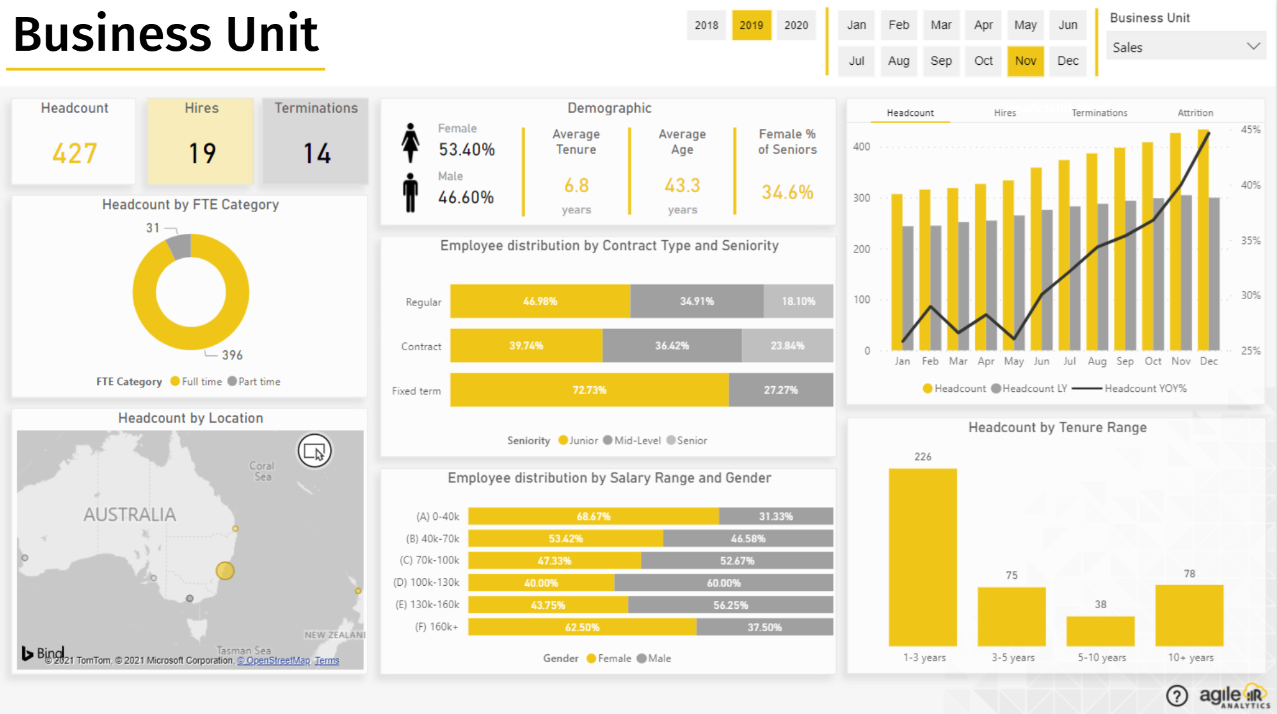 Business Unit
2018 2019 2020
Jan Feb Mar Apr May Jun
Jul Aug Sep Oct Nov Dec
Business Unit
Sales
Headcount
427
Hires
19
Terminations
14
Headcount by FTE Category
31
396
FTE Category Full time Part time
Headcount by Location
Coral
Sea
AUSTRALIA
NEW ZEALAN
Tasman Sea
Bing
© 2021 TomTom, © 2021 Microsoft Corporation, © OpenStreetMap Terms
Demographic
Female
53.40%
Male
46.60%
Average
Tenure
6.8
years
Average
Age
43.3
years
Female %
of Seniors
34.6%
Employee distribution by Contract Type and Seniority
Regular 46.98% 34.91% 18.10%
Contract 39.74% 36.42% 23.84%
Fixed term 72.73% 27.27%
Seniority Junior Mid-Level Senior
Employee distribution by Salary Range and Gender
(A) 0-40k 68.67% 31.33%
(B) 40k-70k 53.42% 46.58%
(C) 70k-100k 47.33% 52.67%
(D) 100k-130k 40.00% 60.00%
(E) 130k-160k 43.75% 56.25%
(F) 160k+ 62.50% 37.50%
Gender Female Male
Headcount Hires Terminations Attrition
400
300
200
100
0
45%
40%
35%
30%
25%
Jan Feb Mar Apr May Jun Jul Aug Sep Oct Nov Dec
Headcount Headcount LY Headcount YOY%
Headcount by Tenure Range
226
75
38
78
1-3 years 3-5 years 5-10 years 10+ years
?
agile HR
ANALYTICS